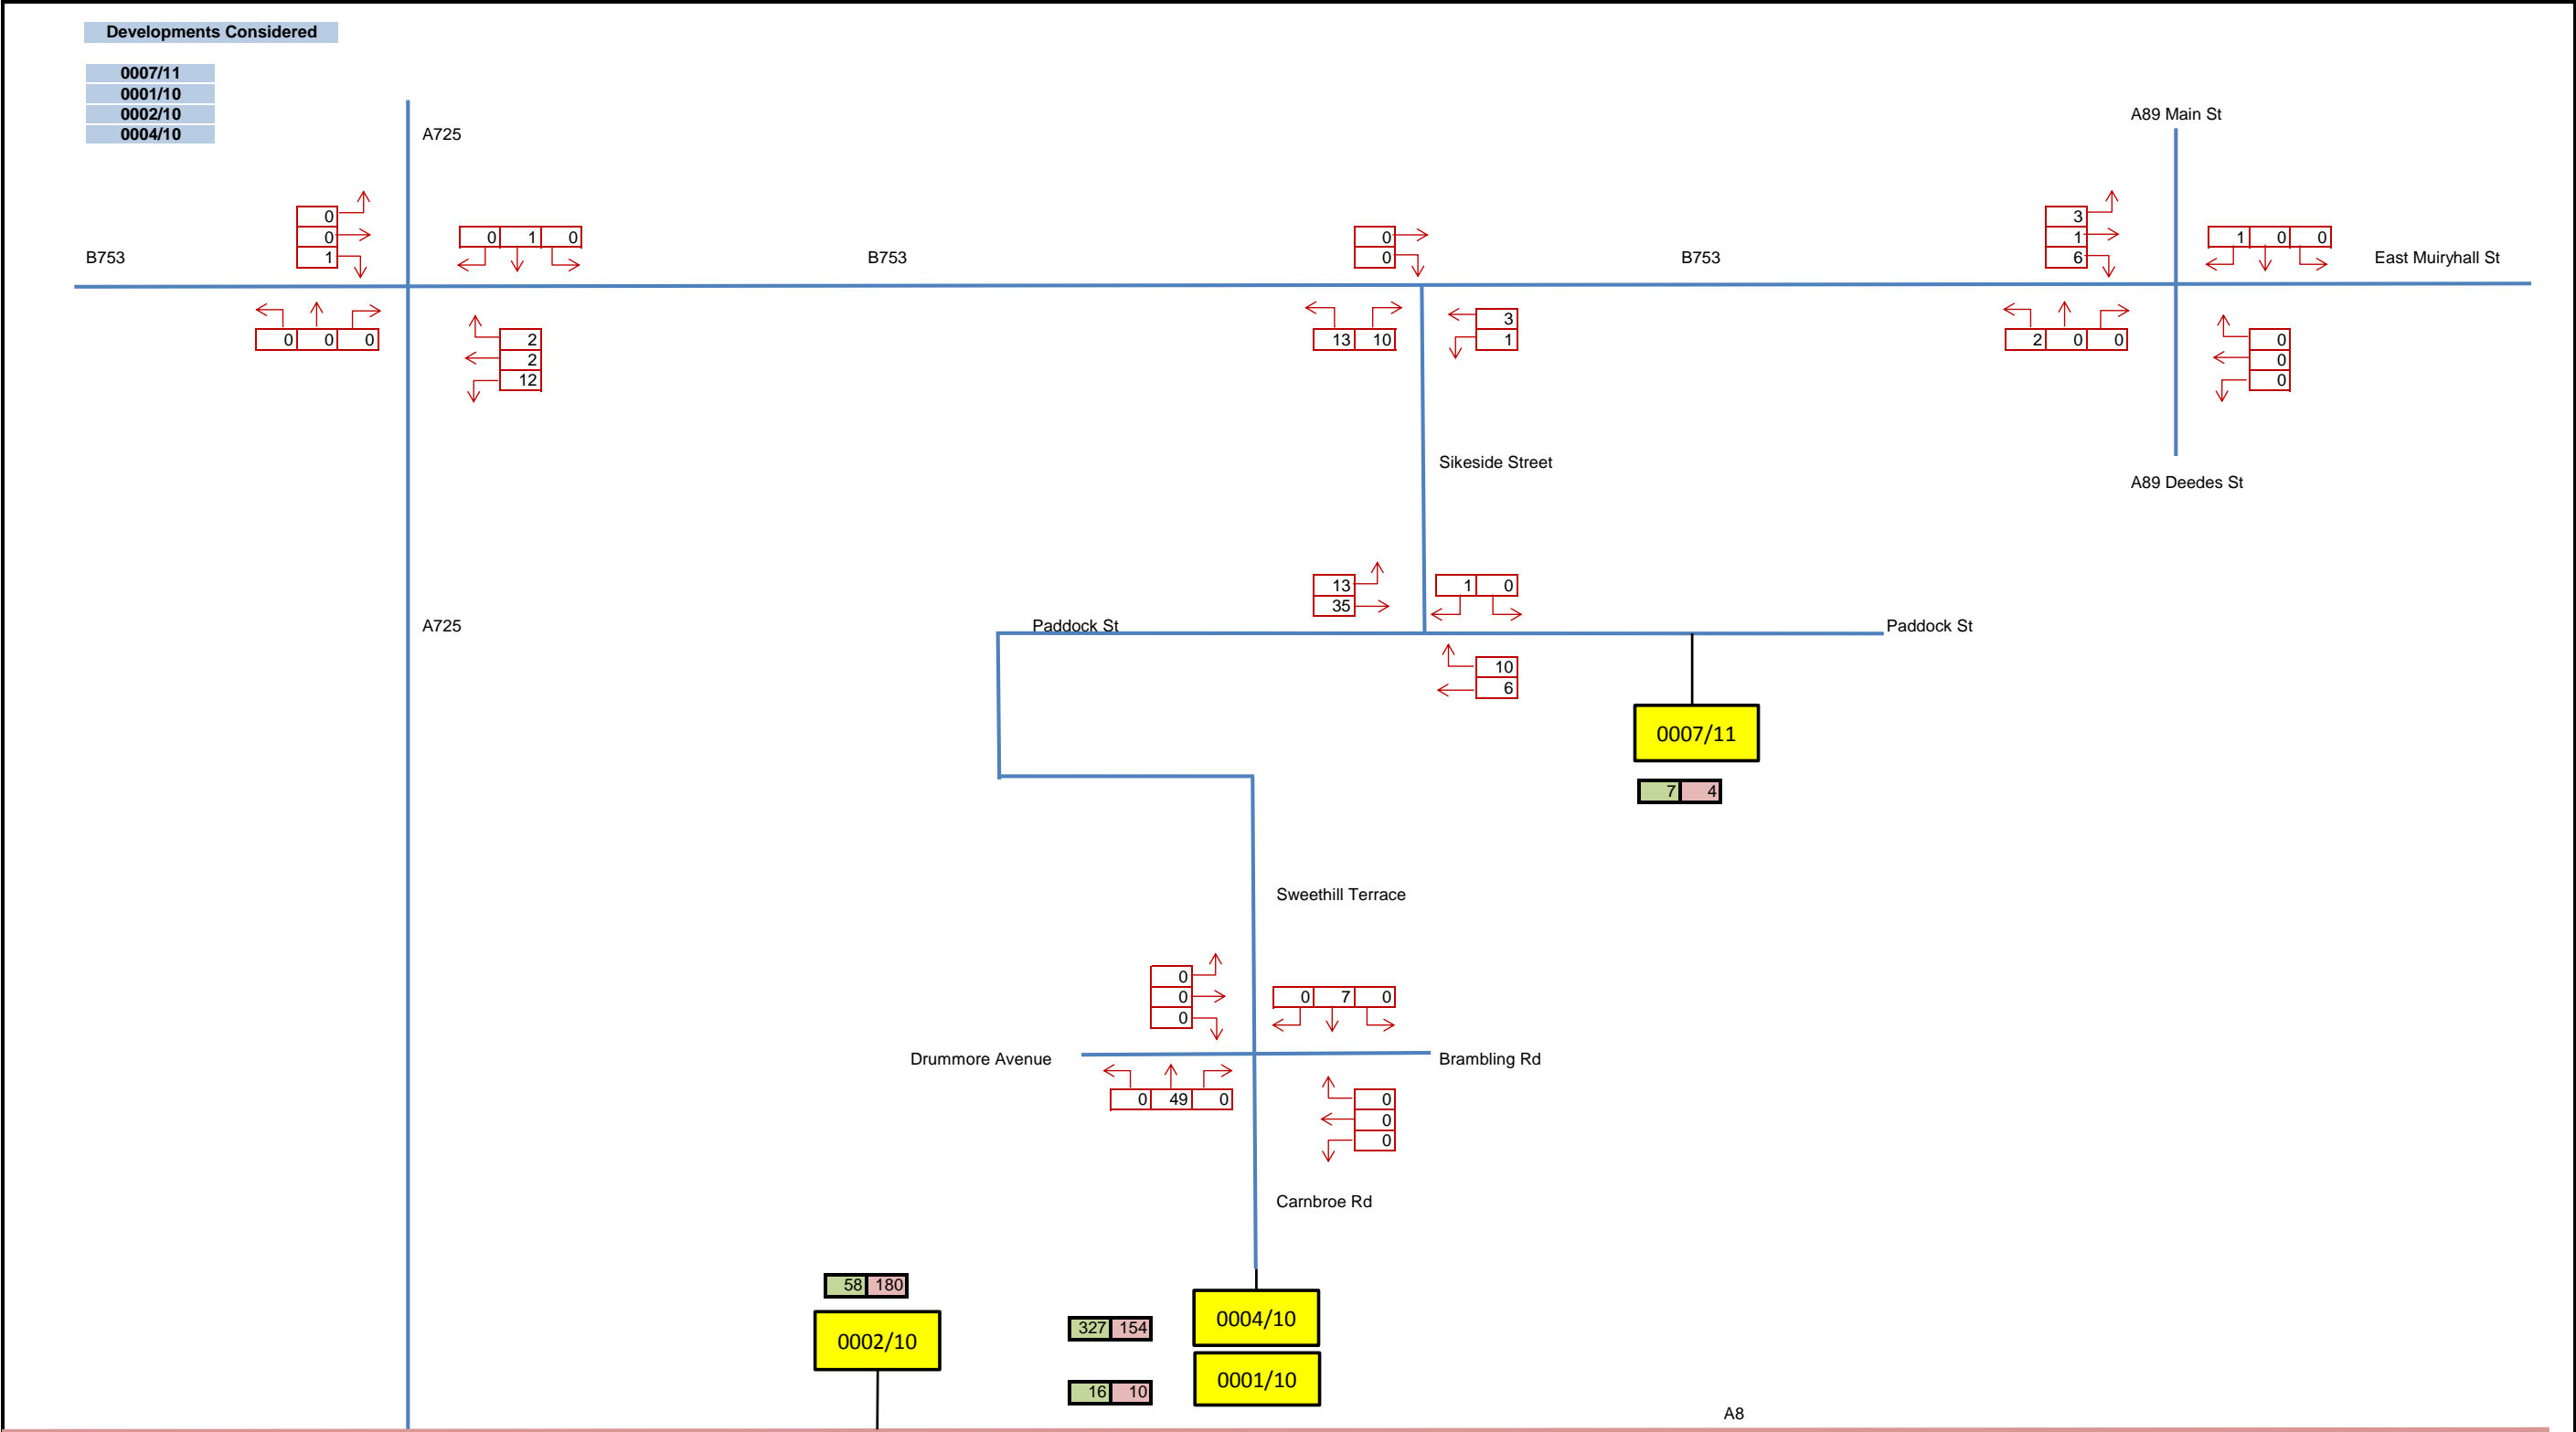 Developments Considered
0007/11
0001/10
0002/10
0004/10
A725
A89 Main St
0
0
1
0 1 0
0
0
3
1
6
1 0 0
B753
B753
B753
East Muiryhall St
0 0 0
2
2
12
13 10
3
1
2 0 0
0
0
0
Sikeside Street
A89 Deedes St
13
35
1 0
A725
Paddock St
Paddock St
10
6
0007/11
7 4
Sweethill Terrace
0
0
0
0 7 0
Drummore Avenue
Brambling Rd
0 49 0
0
0
0
Carnbroe Rd
58 180
0002/10
327 154
0004/10
16 10
0001/10
A8